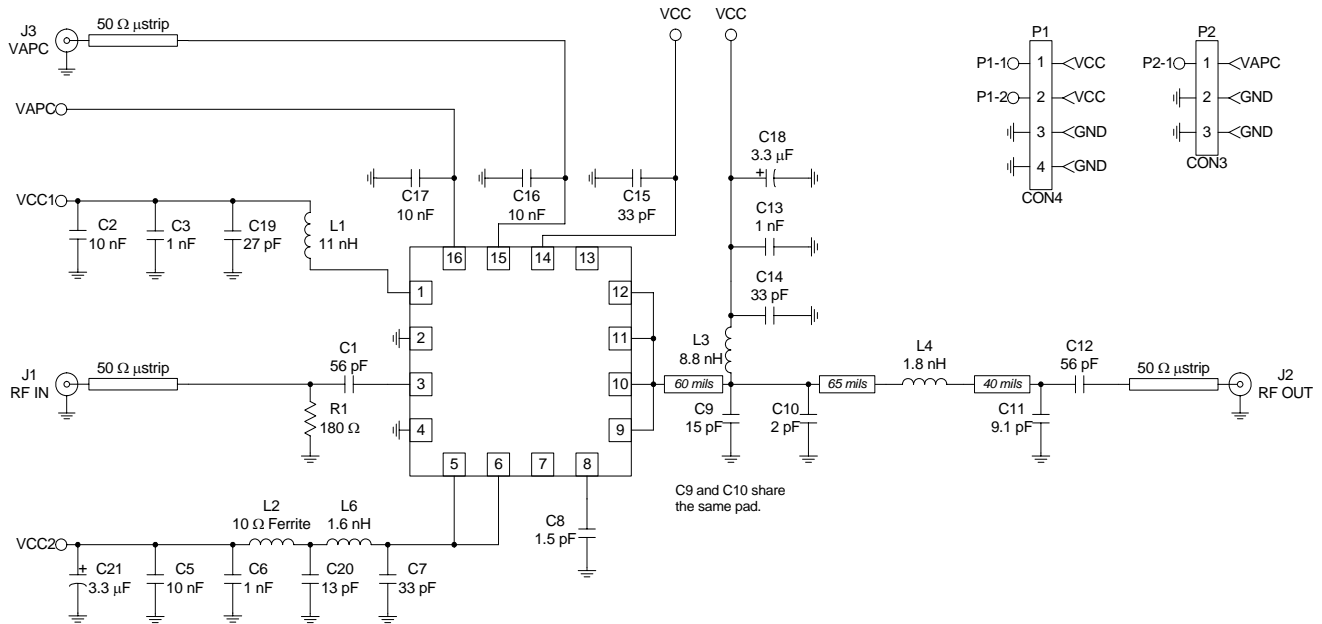 J3
VAPC
50 Ω μstrip
VCC
VCC
P1
P1-1
1
VCC
P1-2
2
VCC
3
GND
4
GND
CON4
P2
P2-1
1
VAPC
2
GND
3
GND
CON3
VAPC
C17
10 nF
C16
10 nF
C15
33 pF
C18
3.3 μF
+
C13
1 nF
C14
33 pF
VCC1
C2
10 nF
C3
1 nF
C19
27 pF
L1
11 nH
16
15
14
13
1
2
3
4
12
11
10
9
5
6
7
8
J1
RF IN
50 Ω μstrip
C1
56 pF
R1
180 Ω
L3
8.8 nH
60 mils
C9
15 pF
C10
2 pF
65 mils
L4
1.8 nH
40 mils
C11
9.1 pF
C12
56 pF
50 Ω μstrip
J2
RF OUT
C9 and C10 share
the same pad.
C8
1.5 pF
VCC2
L2
10 Ω Ferrite
L6
1.6 nH
+
C21
3.3 μF
C5
10 nF
C6
1 nF
C20
13 pF
C7
33 pF